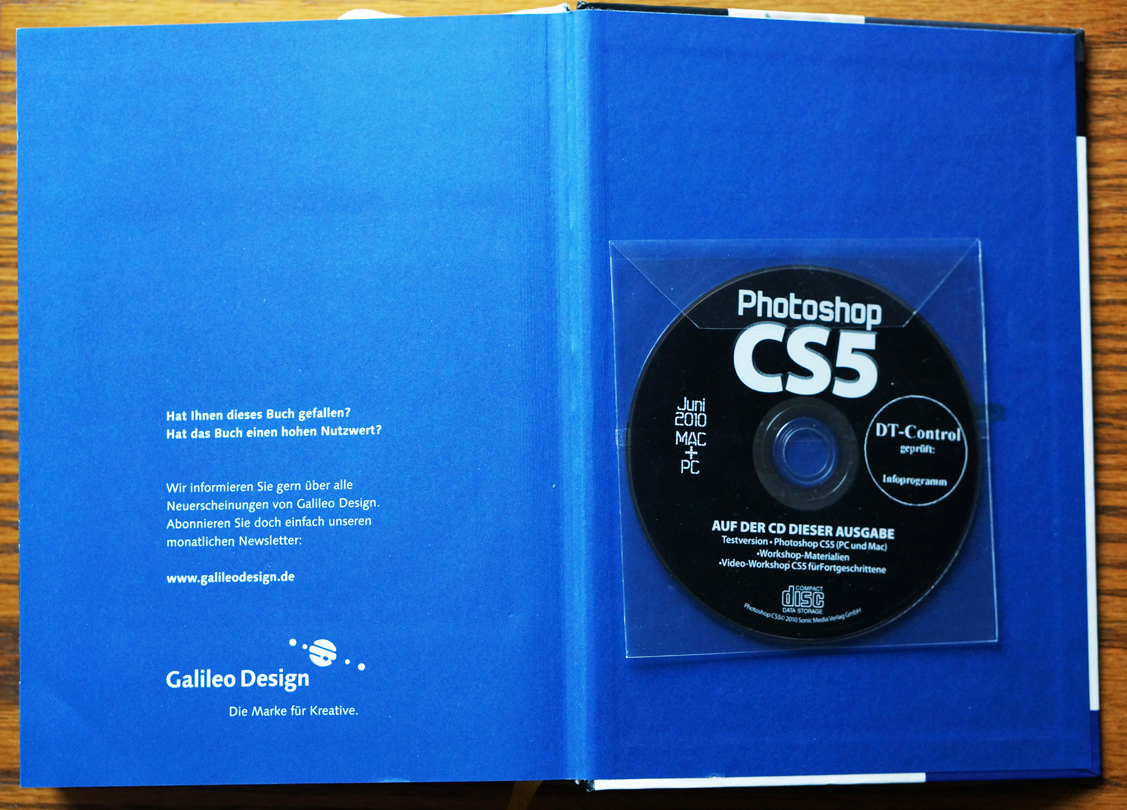 Hat Ihnen dieses Buch gefallen?
Hat das Buch einen hohen Nutzwert?
Wir informieren Sie gern über alle
Neuerscheinungen von Galileo Design.
Abonnieren Sie doch einfach unseren
monatlichen Newsletter:
www.galileodesign.de
Galileo Design
Die Marke für Kreative.
Photoshop
CS5
Juni
2010
MAC
+
PC
DT-Control
geprüft:
Infoprogramm
AUF DER CD DIESER AUSGABE
Testversion • Photoshop CS5 (PC und Mac)
•Workshop-Materialien
•Video-Workshop CS5 fürFortgeschrittene
COMPACT
disc
DATA STORAGE
Photoshop CS5© 2010 Sonic Media Verlag GmbH